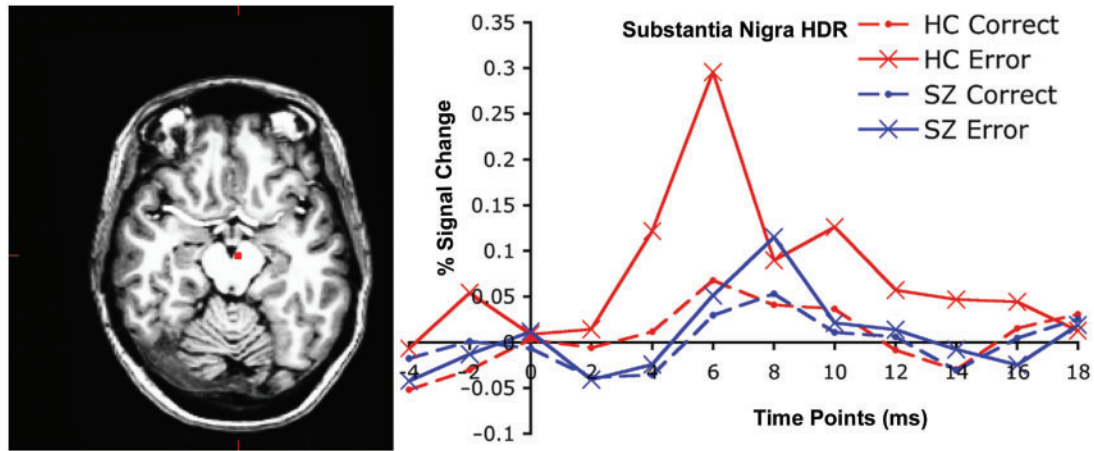 Substantia Nigra HDR
HC Correct
HC Error
SZ Correct
SZ Error
% Signal Change
0.35
0.3
0.25
0.2
0.15
0.1
0.05
0
−0.05
−0.1
-4 -2 0 2 4 6 8 10 12 14 16 18
Time Points (ms)